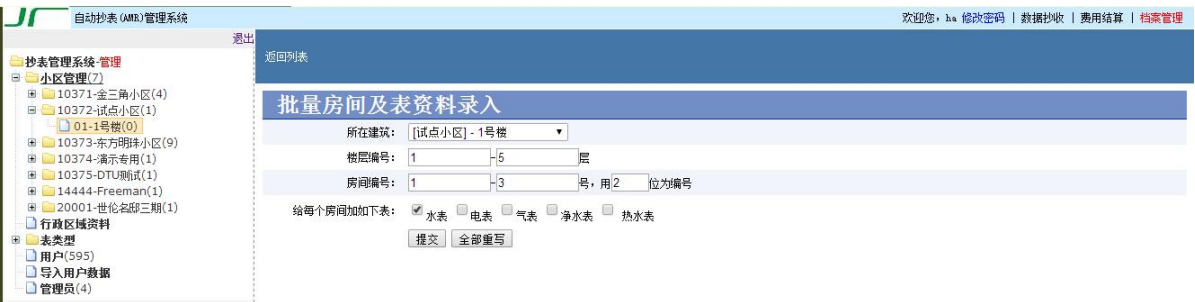 自动抄表(AMR)管理系统
欢迎您，ha 修改密码 | 数据抄收 | 费用结算 | 档案管理
退出
抄表管理系统-管理
小区管理(7)
10371-金三角小区(4)
10372-试点小区(1)
01-1号楼(0)
10373-东方明珠小区(9)
10374-演示专用(1)
10375-DTU测试(1)
14444-Freeman(1)
20001-世伦名邸三期(1)
行政区域资料
表类型
用户(595)
导入用户数据
管理员(4)
返回列表
批量房间及表资料录入
所在建筑： [试点小区] - 1号楼
楼层编号： 1 - 5 层
房间编号： 1 - 3 号，用 2 位为编号
给每个房间加如下表： 水表 电表 气表 净水表 热水表
提交 全部重写